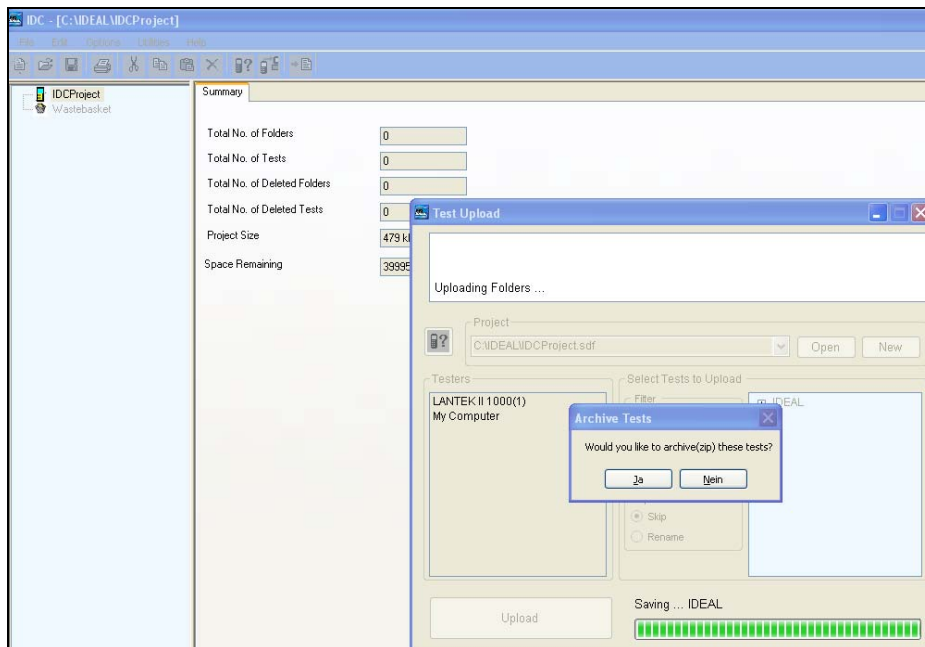 IDC - [C:\IDEAL\IDCProject]
File Edit Options Utilities Help
IDCProject
Wastebasket
Summary
Total No. of Folders 0
Total No. of Tests 0
Total No. of Deleted Folders 0
Total No. of Deleted Tests 0
Project Size 479
Space Remaining 39995
Test Upload
Uploading Folders ...
Project
C:\IDEAL\IDCProject.sdf Open New
Testers
LANTEK II 1000(1)
My Computer
Select Tests to Upload
Filter
IDEAL
Archive Tests
Would you like to archive(zip) these tests?
Ja Nein
Skip
Rename
Upload
Saving ... IDEAL